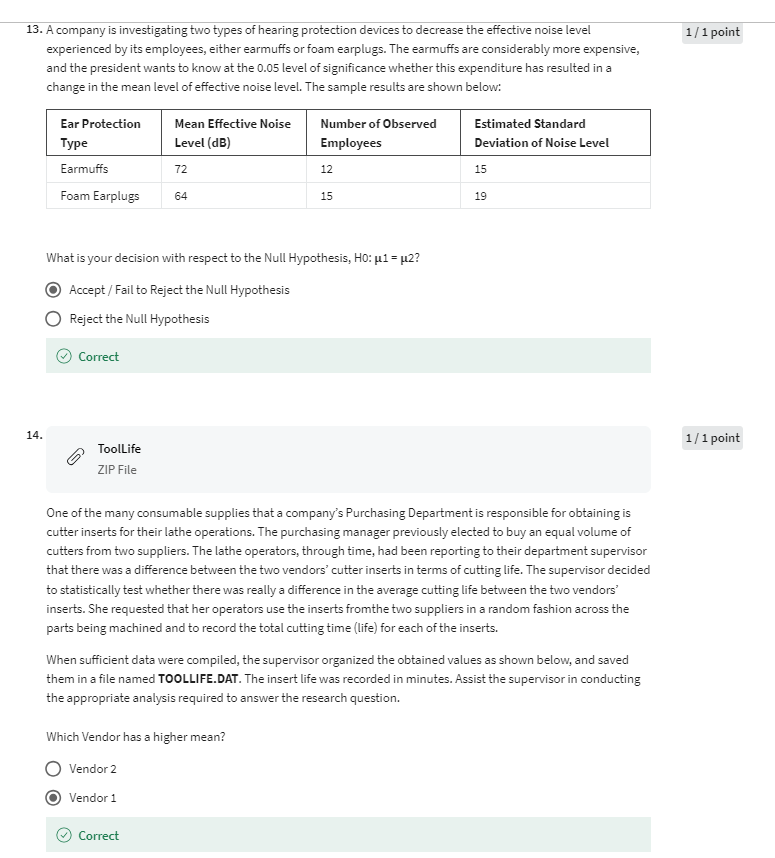 13. A company is investigating two types of hearing protection devices to decrease the effective noise level
1 / 1 point
experienced by its employees, either earmuffs or foam earplugs. The earmuffs are considerably more expensive,
and the president wants to know at the 0.05 level of significance whether this expenditure has resulted in a
change in the mean level of effective noise level. The sample results are shown below:
Ear Protection Type
Mean Effective Noise Level (dB)
Number of Observed Employees
Estimated Standard Deviation of Noise Level
Earmuffs 72 12 15
Foam Earplugs 64 15 19
What is your decision with respect to the Null Hypothesis, H0: μ1 = μ2?
Accept / Fail to Reject the Null Hypothesis
Reject the Null Hypothesis
Correct
14.
1 / 1 point
ToolLife
ZIP File
One of the many consumable supplies that a company's Purchasing Department is responsible for obtaining is
cutter inserts for their lathe operations. The purchasing manager previously elected to buy an equal volume of
cutters from two suppliers. The lathe operators, through time, had been reporting to their department supervisor
that there was a difference between the two vendors' cutter inserts in terms of cutting life. The supervisor decided
to statistically test whether there was really a difference in the average cutting life between the two vendors'
inserts. She requested that her operators use the inserts fromthe two suppliers in a random fashion across the
parts being machined and to record the total cutting time (life) for each of the inserts.
When sufficient data were compiled, the supervisor organized the obtained values as shown below, and saved
them in a file named TOOLLIFE.DAT. The insert life was recorded in minutes. Assist the supervisor in conducting
the appropriate analysis required to answer the research question.
Which Vendor has a higher mean?
Vendor 2
Vendor 1
Correct